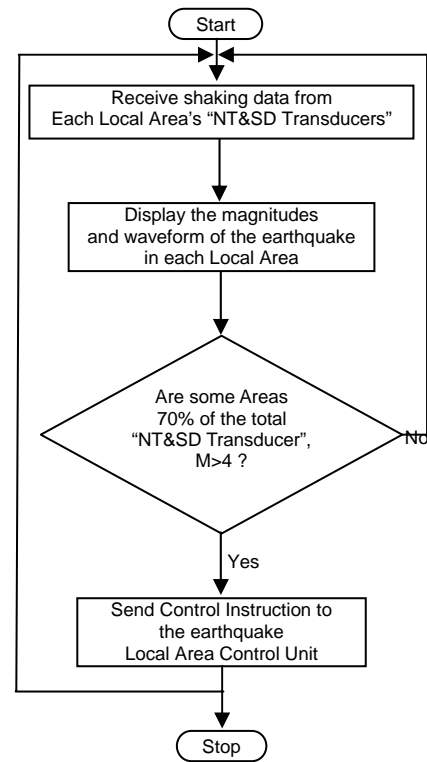 Start
Receive shaking data from
Each Local Area's “NT&SD Transducers”
Display the magnitudes
and waveform of the earthquake
in each Local Area
Are some Areas
70% of the total
“NT&SD Transducer”,
M>4 ?
No
Yes
Send Control Instruction to
the earthquake
Local Area Control Unit
Stop